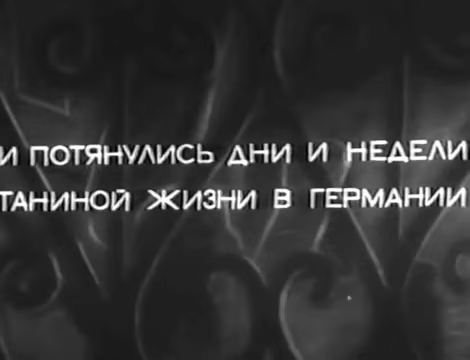 И ПОТЯНУЛИСЬ ДНИ И НЕДЕЛИ
ТАНИНОЙ ЖИЗНИ В ГЕРМАНИИ